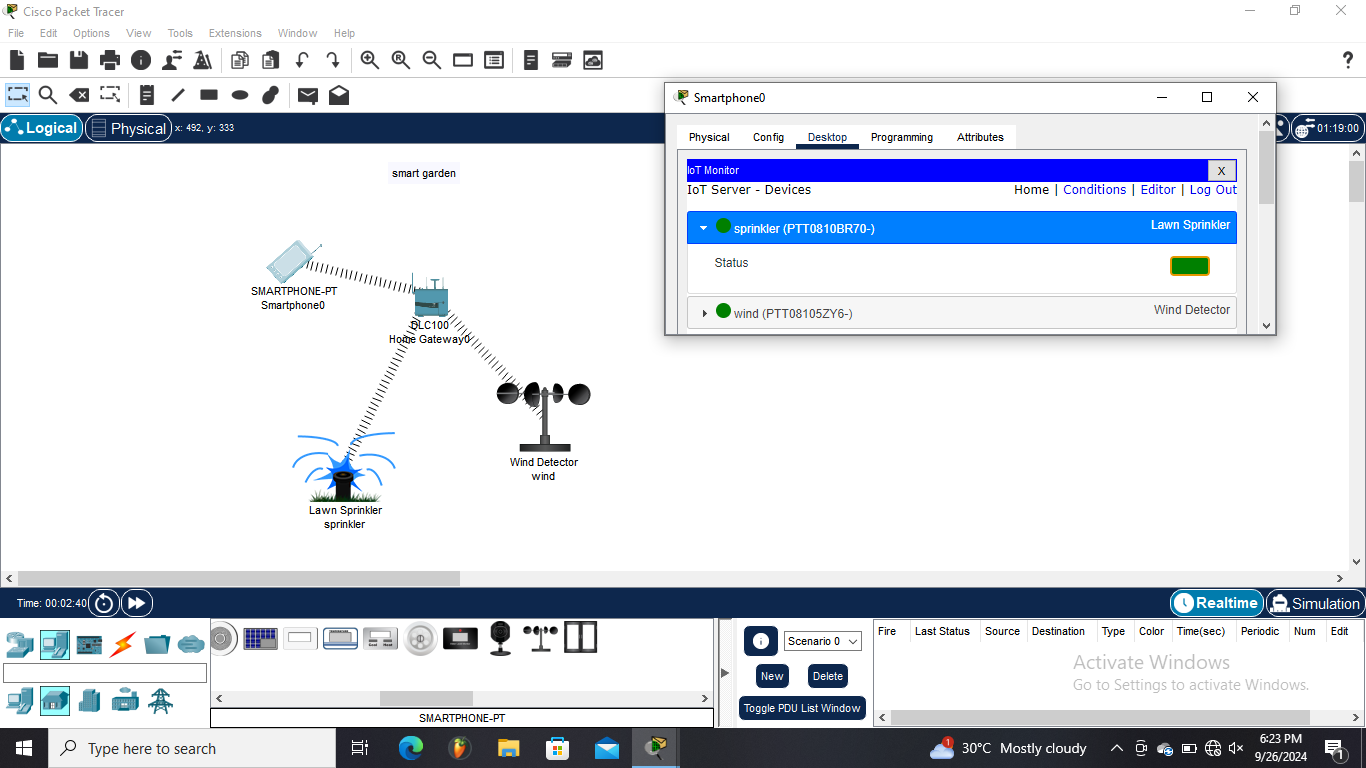 Cisco Packet Tracer
File Edit Options View Tools Extensions Window Help
Logical
Physical
x: 492, y: 333
01:19:00
smart garden
SMARTPHONE-PT
Smartphone0
DLC100
Home Gateway0
Wind Detector
wind
Lawn Sprinkler
sprinkler
Smartphone0
Physical Config Desktop Programming Attributes
IoT Monitor
X
IoT Server - Devices
Home | Conditions | Editor | Log Out
sprinkler (PTT0810BR70-)
Lawn Sprinkler
Status
wind (PTT08105ZY6-)
Wind Detector
Time: 00:02:40
Realtime
Simulation
Scenario 0
New
Delete
Toggle PDU List Window
Fire Last Status Source Destination Type Color Time(sec) Periodic Num Edit
SMARTPHONE-PT
Activate Windows
Go to Settings to activate Windows.
Type here to search
1
30°C Mostly cloudy
6:23 PM
9/26/2024
1